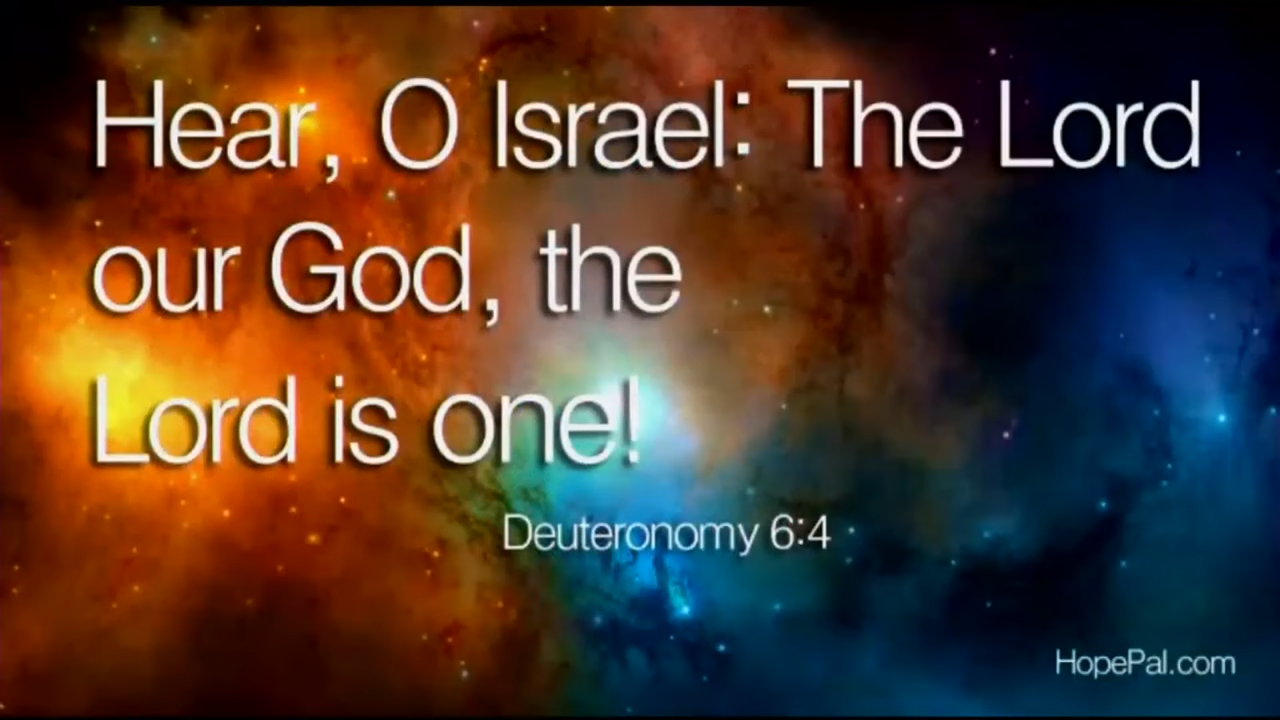 Hear, O Israel: The Lord
our God, the
Lord is one!
Deuteronomy 6:4
HopePal.com